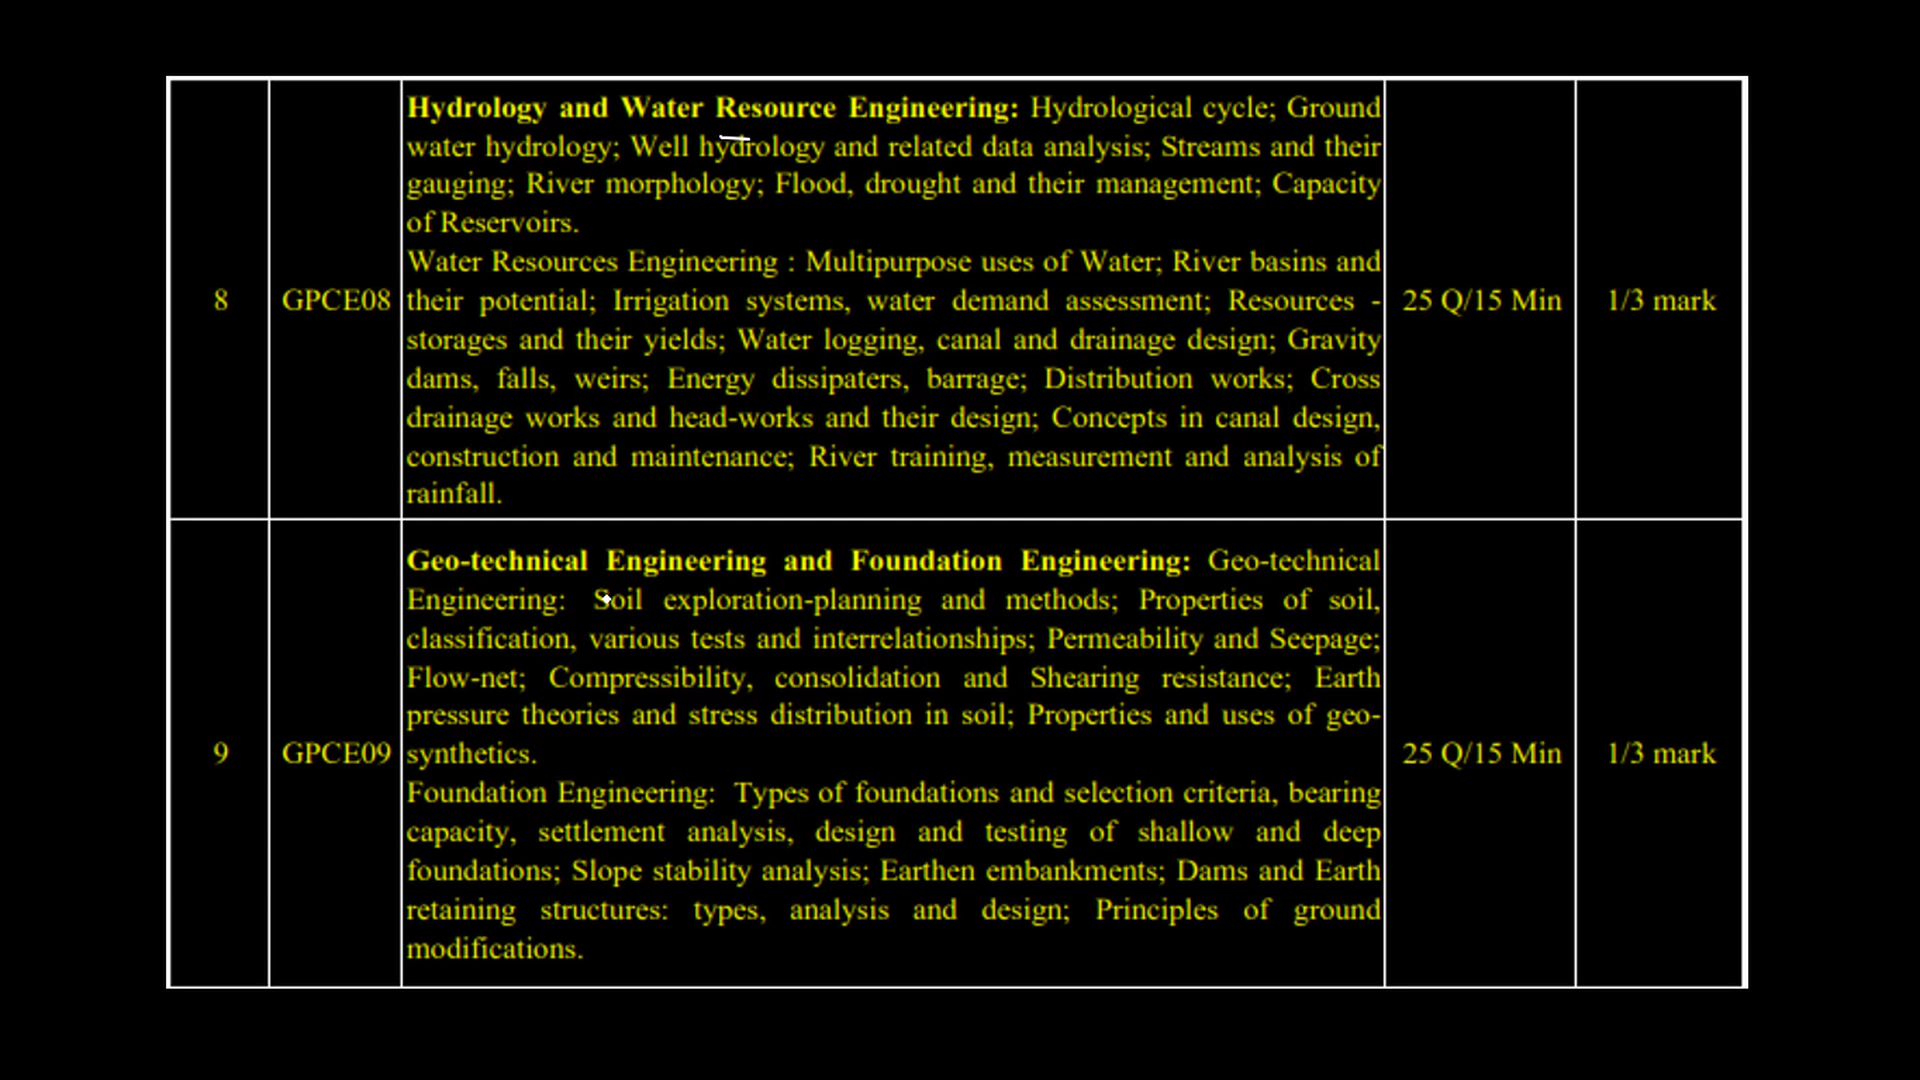 Hydrology and Water Resource Engineering: Hydrological cycle; Ground
water hydrology; Well hydrology and related data analysis; Streams and their
gauging; River morphology; Flood, drought and their management; Capacity
of Reservoirs.
Water Resources Engineering : Multipurpose uses of Water; River basins and
8 GPCE08 their potential; Irrigation systems, water demand assessment; Resources - 25 Q/15 Min 1/3 mark
storages and their yields; Water logging, canal and drainage design; Gravity
dams, falls, weirs; Energy dissipaters, barrage; Distribution works; Cross
drainage works and head-works and their design; Concepts in canal design,
construction and maintenance; River training, measurement and analysis of
rainfall.
Geo-technical Engineering and Foundation Engineering: Geo-technical
Engineering: Soil exploration-planning and methods; Properties of soil,
classification, various tests and interrelationships; Permeability and Seepage;
Flow-net; Compressibility, consolidation and Shearing resistance; Earth
pressure theories and stress distribution in soil; Properties and uses of geo-
9 GPCE09 synthetics. 25 Q/15 Min 1/3 mark
Foundation Engineering: Types of foundations and selection criteria, bearing
capacity, settlement analysis, design and testing of shallow and deep
foundations; Slope stability analysis; Earthen embankments; Dams and Earth
retaining structures: types, analysis and design; Principles of ground
modifications.